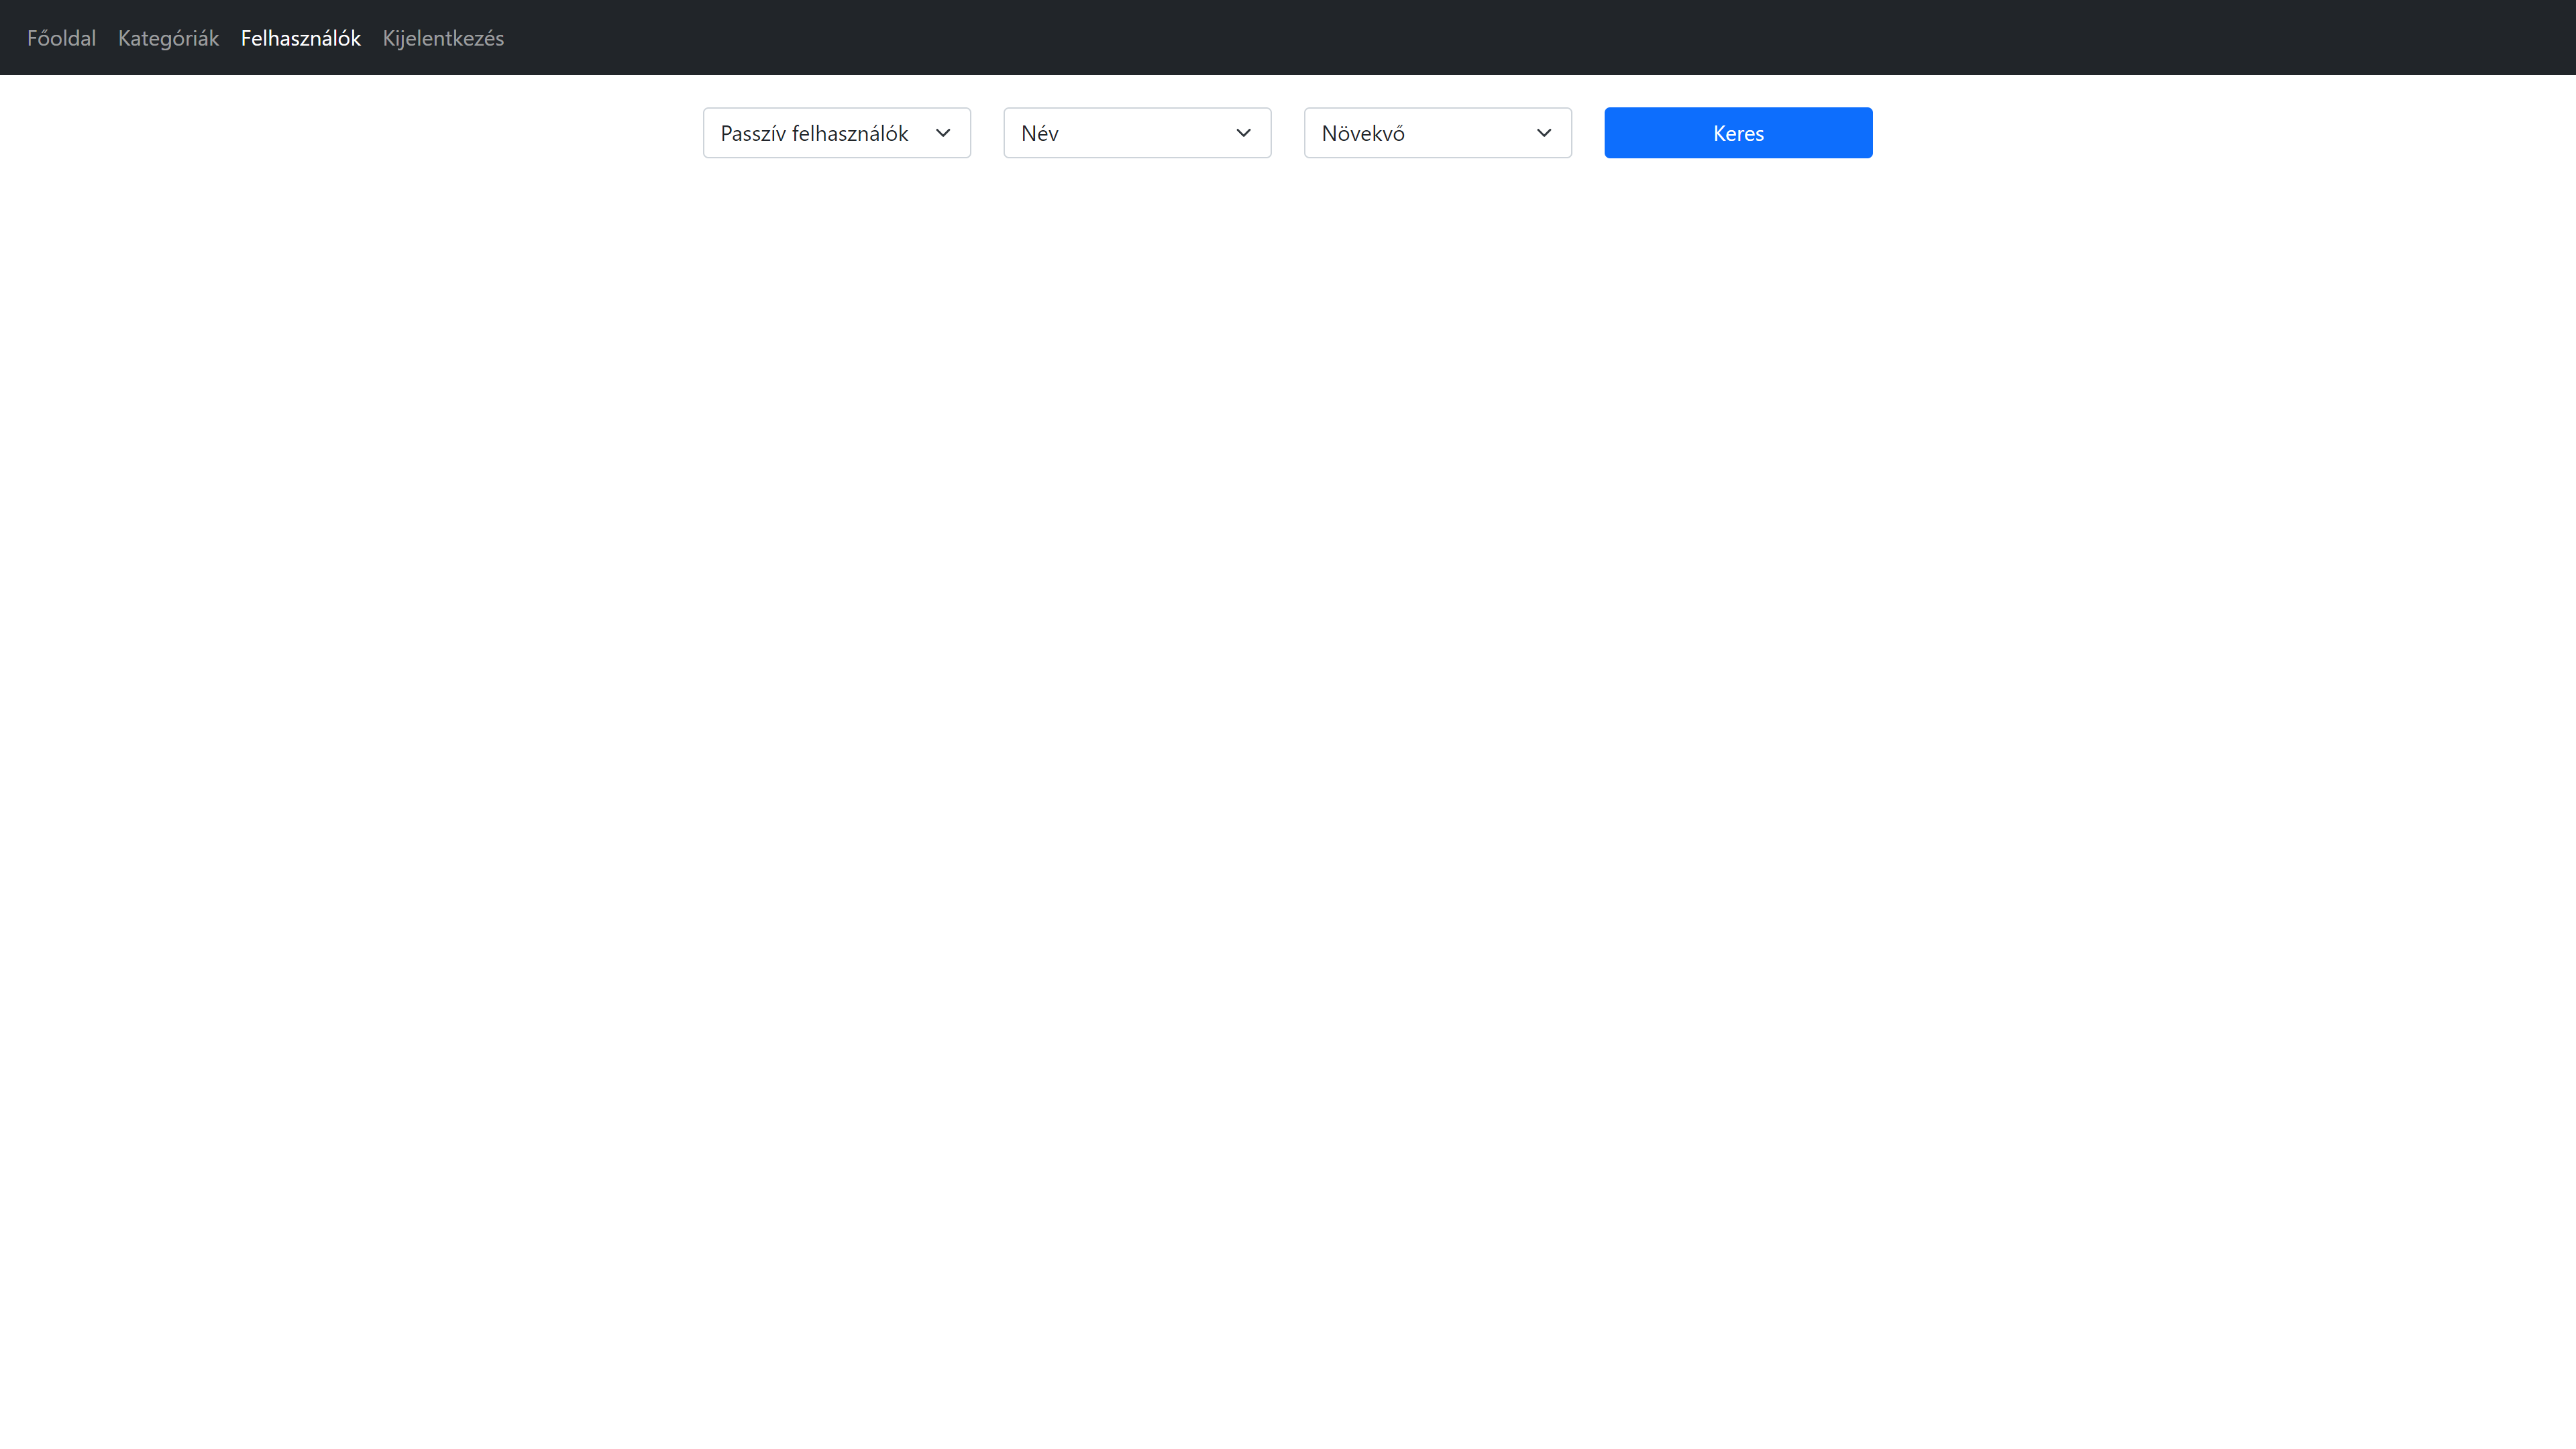 Főoldal Kategóriák Felhasználók Kijelentkezés
Passzív felhasználók Név Növekvő Keres